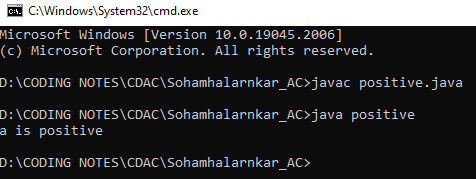 C:\Windows\System32\cmd.exe
Microsoft Windows [Version 10.0.19045.2006]
(c) Microsoft Corporation. All rights reserved.
D:\CODING NOTES\CDAC\Sohamhalarnkar_AC>javac positive.java
D:\CODING NOTES\CDAC\Sohamhalarnkar_AC>java positive
a is positive
D:\CODING NOTES\CDAC\Sohamhalarnkar_AC>